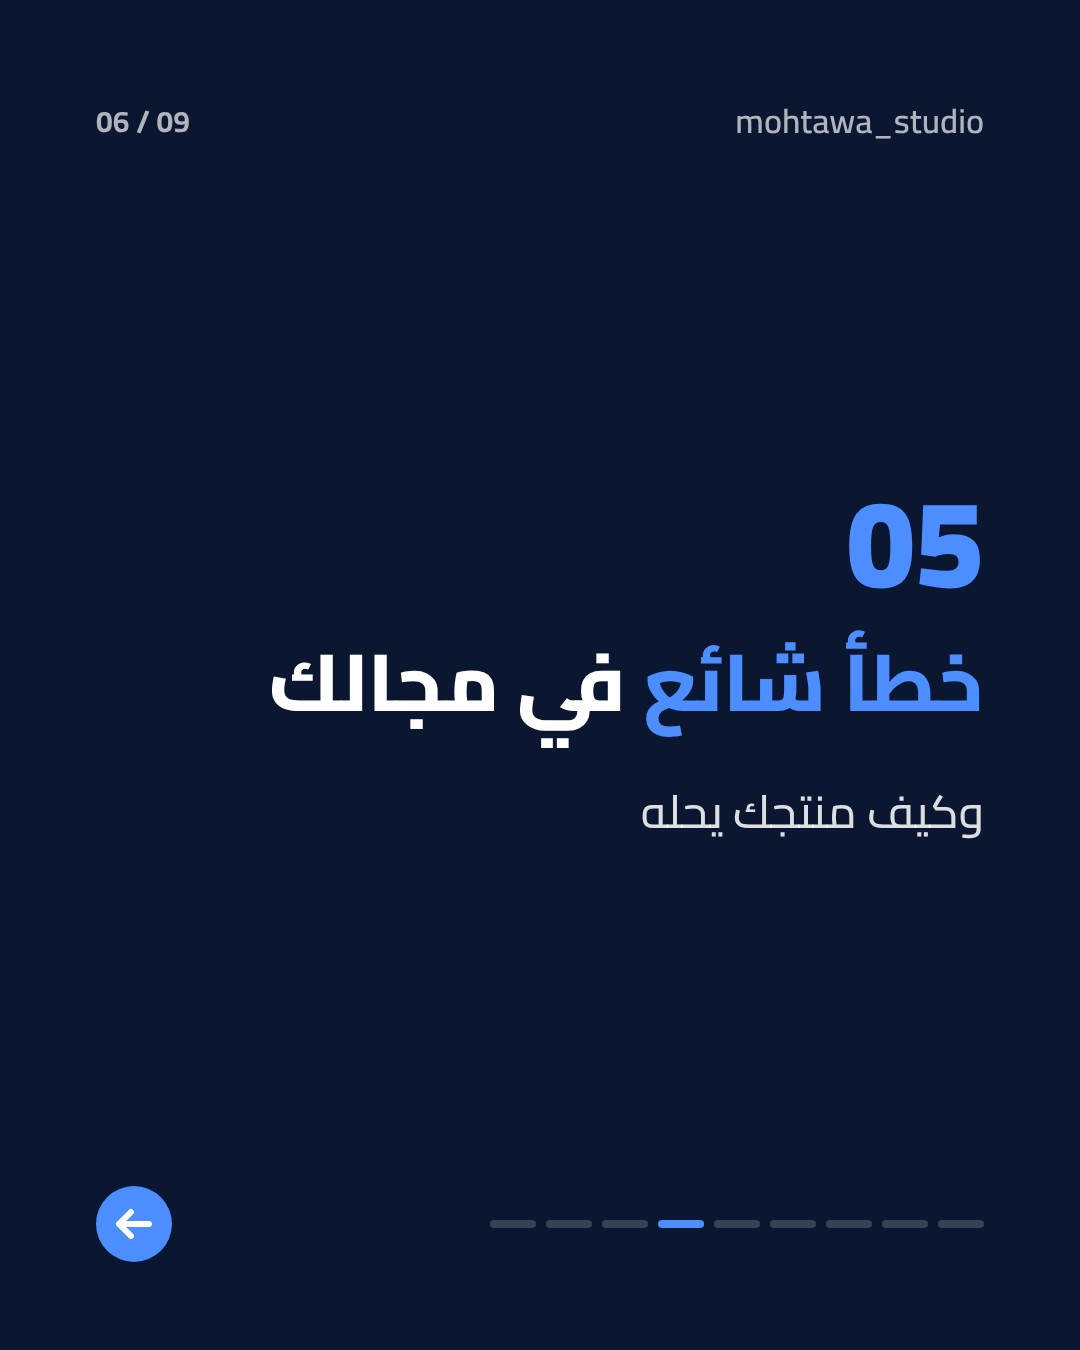 mohtawa_studio
06 / 09
05
خطأ شائع في مجالك
وكيف منتجك يحله